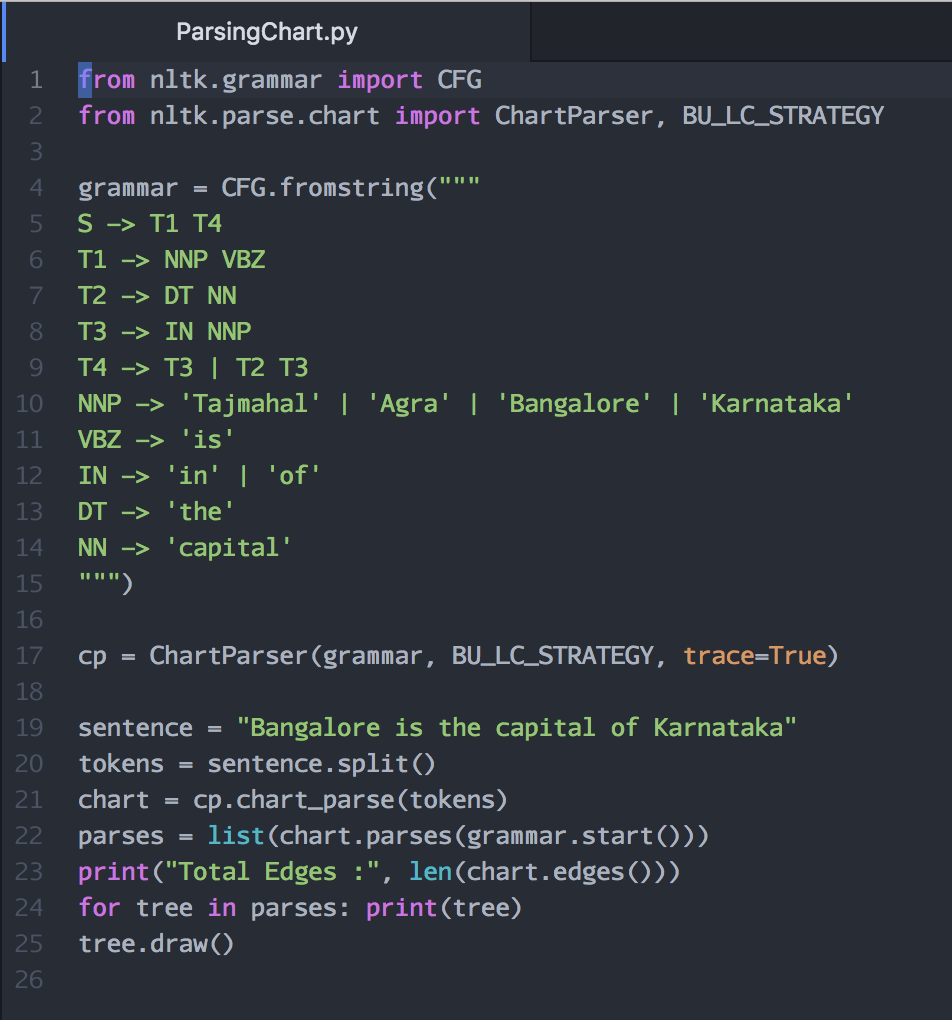 ParsingChart.py
1 from nltk.grammar import CFG
2 from nltk.parse.chart import ChartParser, BU_LC_STRATEGY
3
4 grammar = CFG.fromstring("""
5 S -> T1 T4
6 T1 -> NNP VBZ
7 T2 -> DT NN
8 T3 -> IN NNP
9 T4 -> T3 | T2 T3
10 NNP -> 'Tajmahal' | 'Agra' | 'Bangalore' | 'Karnataka'
11 VBZ -> 'is'
12 IN -> 'in' | 'of'
13 DT -> 'the'
14 NN -> 'capital'
15 """)
16
17 cp = ChartParser(grammar, BU_LC_STRATEGY, trace=True)
18
19 sentence = "Bangalore is the capital of Karnataka"
20 tokens = sentence.split()
21 chart = cp.chart_parse(tokens)
22 parses = list(chart.parses(grammar.start()))
23 print("Total Edges :", len(chart.edges()))
24 for tree in parses: print(tree)
25 tree.draw()
26